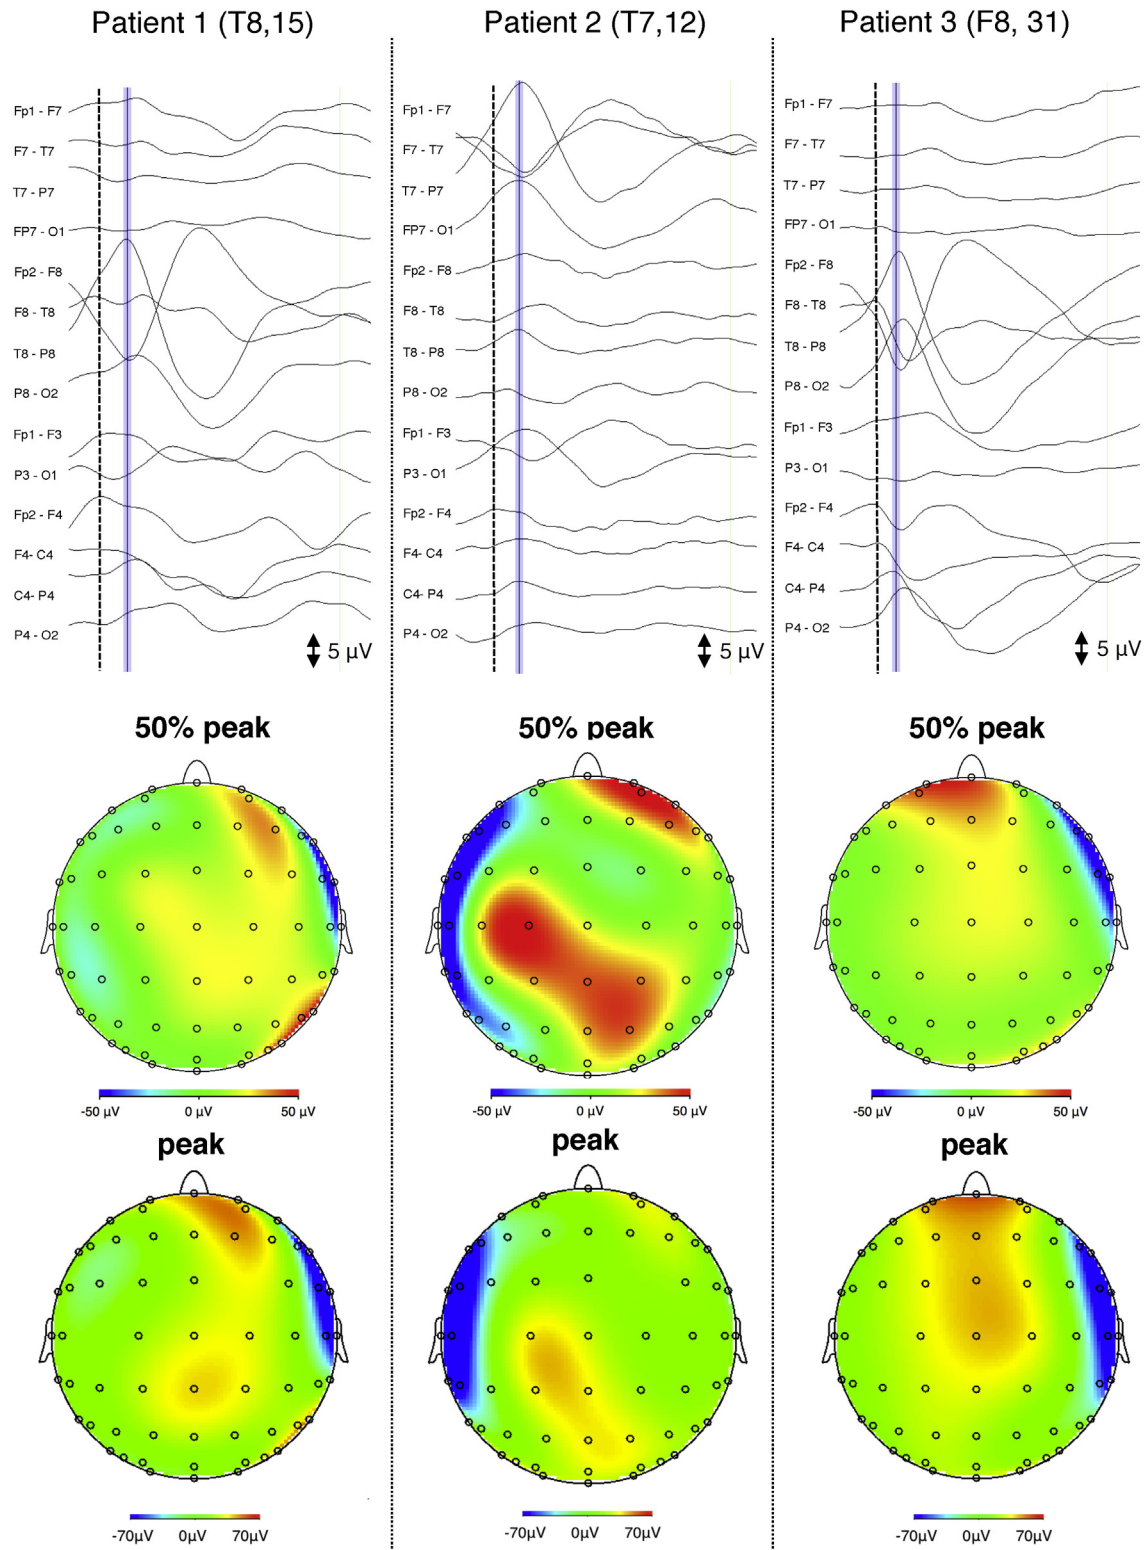 Patient 1 (T8,15)
Fp1 - F7
F7 - T7
T7 - P7
FP7 - O1
Fp2 - F8
F8 - T8
T8 - P8
P8 - O2
Fp1 - F3
P3 - O1
Fp2 - F4
F4- C4
C4- P4
P4 - O2
5 µV
Patient 2 (T7,12)
Fp1 - F7
F7 - T7
T7 - P7
FP7 - O1
Fp2 - F8
F8 - T8
T8 - P8
P8 - O2
Fp1 - F3
P3 - O1
Fp2 - F4
F4- C4
C4- P4
P4 - O2
5 µV
Patient 3 (F8, 31)
Fp1 - F7
F7 - T7
T7 - P7
FP7 - O1
Fp2 - F8
F8 - T8
T8 - P8
P8 - O2
Fp1 - F3
P3 - O1
Fp2 - F4
F4- C4
C4- P4
P4 - O2
5 µV
50% peak
50% peak
50% peak
-50 µV 0 µV 50 µV
-50 µV 0 µV 50 µV
-50 µV 0 µV 50 µV
peak
peak
peak
-70µV 0µV 70µV
-70µV 0µV 70µV
-70µV 0µV 70µV